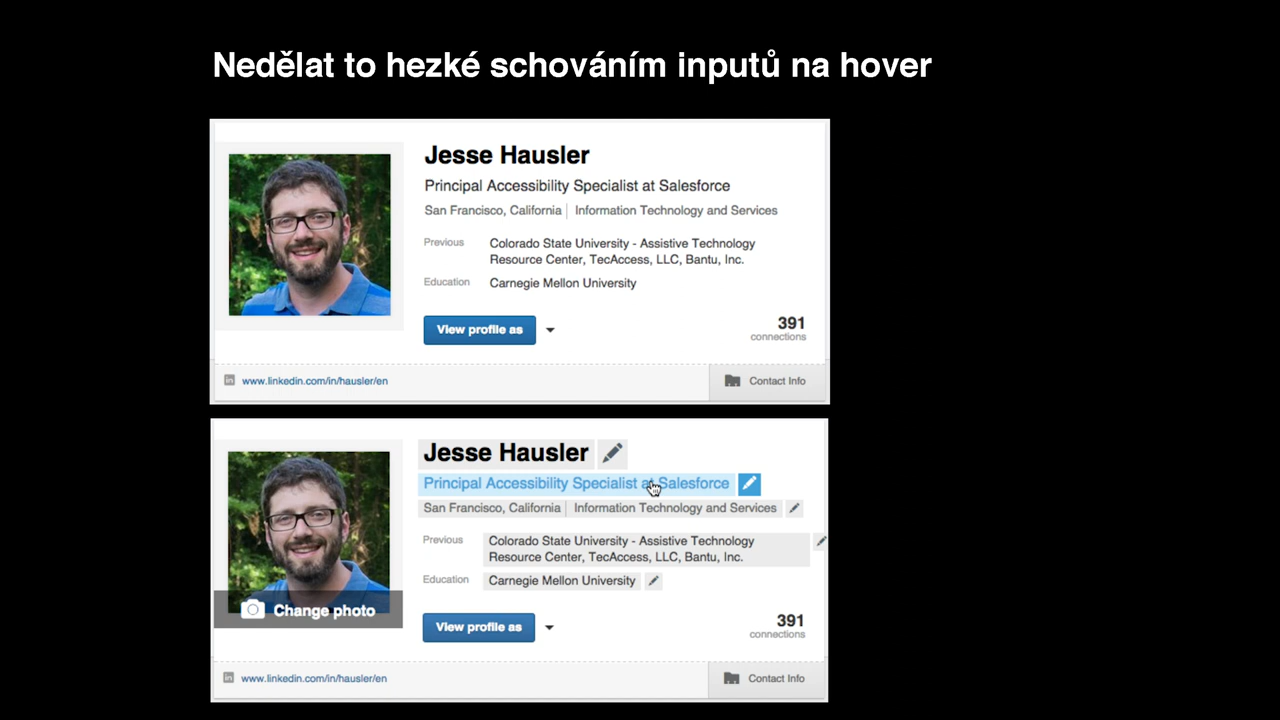 Nedělat to hezké schováním inputů na hover
Jesse Hausler
Principal Accessibility Specialist at Salesforce
San Francisco, California | Information Technology and Services
Previous Colorado State University - Assistive Technology
Resource Center, TecAccess, LLC, Bantu, Inc.
Education Carnegie Mellon University
View profile as
391
connections
in www.linkedin.com/in/hausler/en
Contact Info
Jesse Hausler
Principal Accessibility Specialist at Salesforce
San Francisco, California | Information Technology and Services
Previous Colorado State University - Assistive Technology
Resource Center, TecAccess, LLC, Bantu, Inc.
Education Carnegie Mellon University
Change photo
View profile as
391
connections
in www.linkedin.com/in/hausler/en
Contact Info